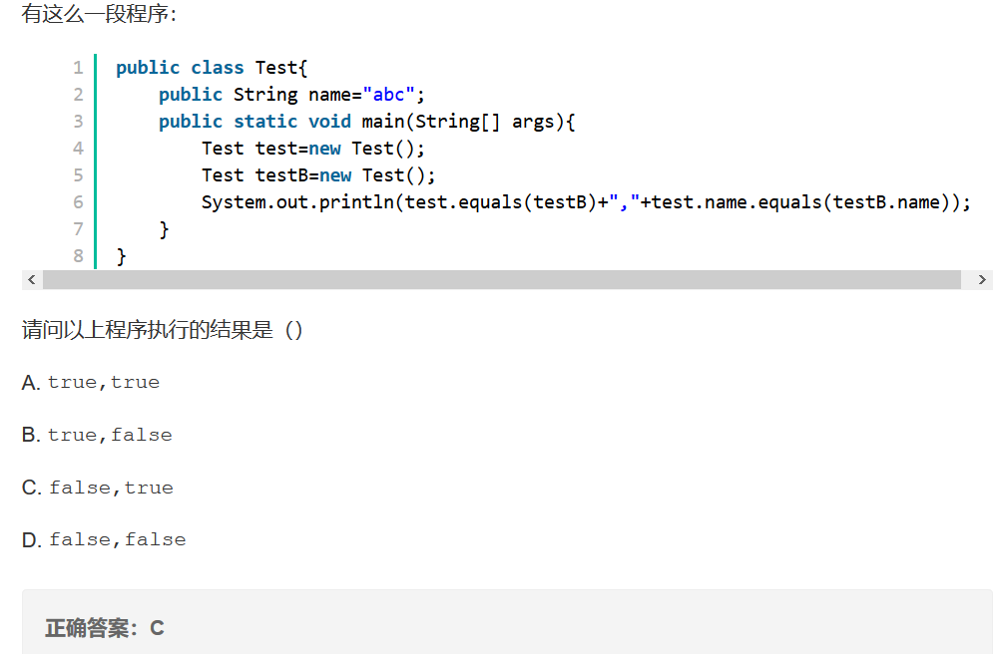 有这么一段程序:
1 public class Test{
2 public String name="abc";
3 public static void main(String[] args){
4 Test test=new Test();
5 Test testB=new Test();
6 System.out.println(test.equals(testB)+","+test.name.equals(testB.name));
7 }
8 }
请问以上程序执行的结果是（）
A. true,true
B. true,false
C. false,true
D. false,false
正确答案：C